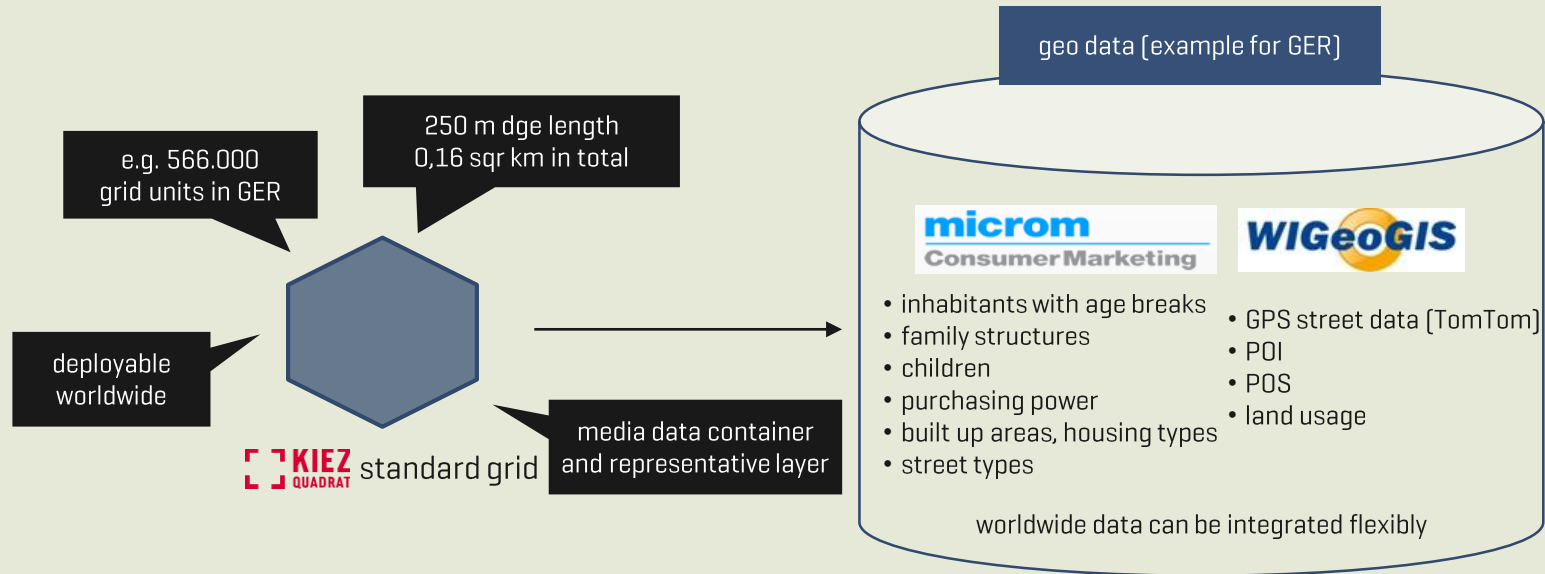 geo data (example for GER)
250 m dge length
0,16 sqr km in total
e.g. 566.000
grid units in GER
deployable
worldwide
media data container
and representative layer
KIEZ
QUADRAT
standard grid
microm
ConsumerMarketing
• inhabitants with age breaks
• family structures
• children
• purchasing power
• built up areas, housing types
• street types
WIGeoGIS
• GPS street data (TomTom)
• POI
• POS
• land usage
worldwide data can be integrated flexibly